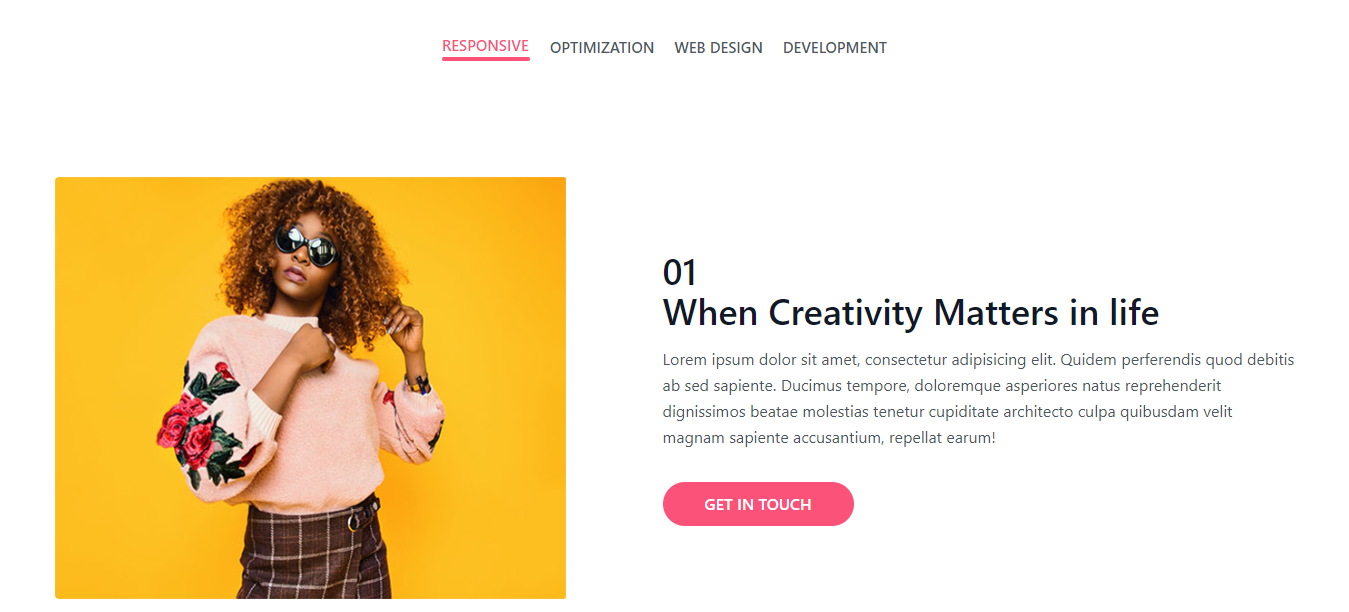 RESPONSIVE OPTIMIZATION WEB DESIGN DEVELOPMENT
01
When Creativity Matters in life
Lorem ipsum dolor sit amet, consectetur adipisicing elit. Quidem perferendis quod debitis
ab sed sapiente. Ducimus tempore, doloremque asperiores natus reprehenderit
dignissimos beatae molestias tenetur cupiditate architecto culpa quibusdam velit
magnam sapiente accusantium, repellat earum!
GET IN TOUCH